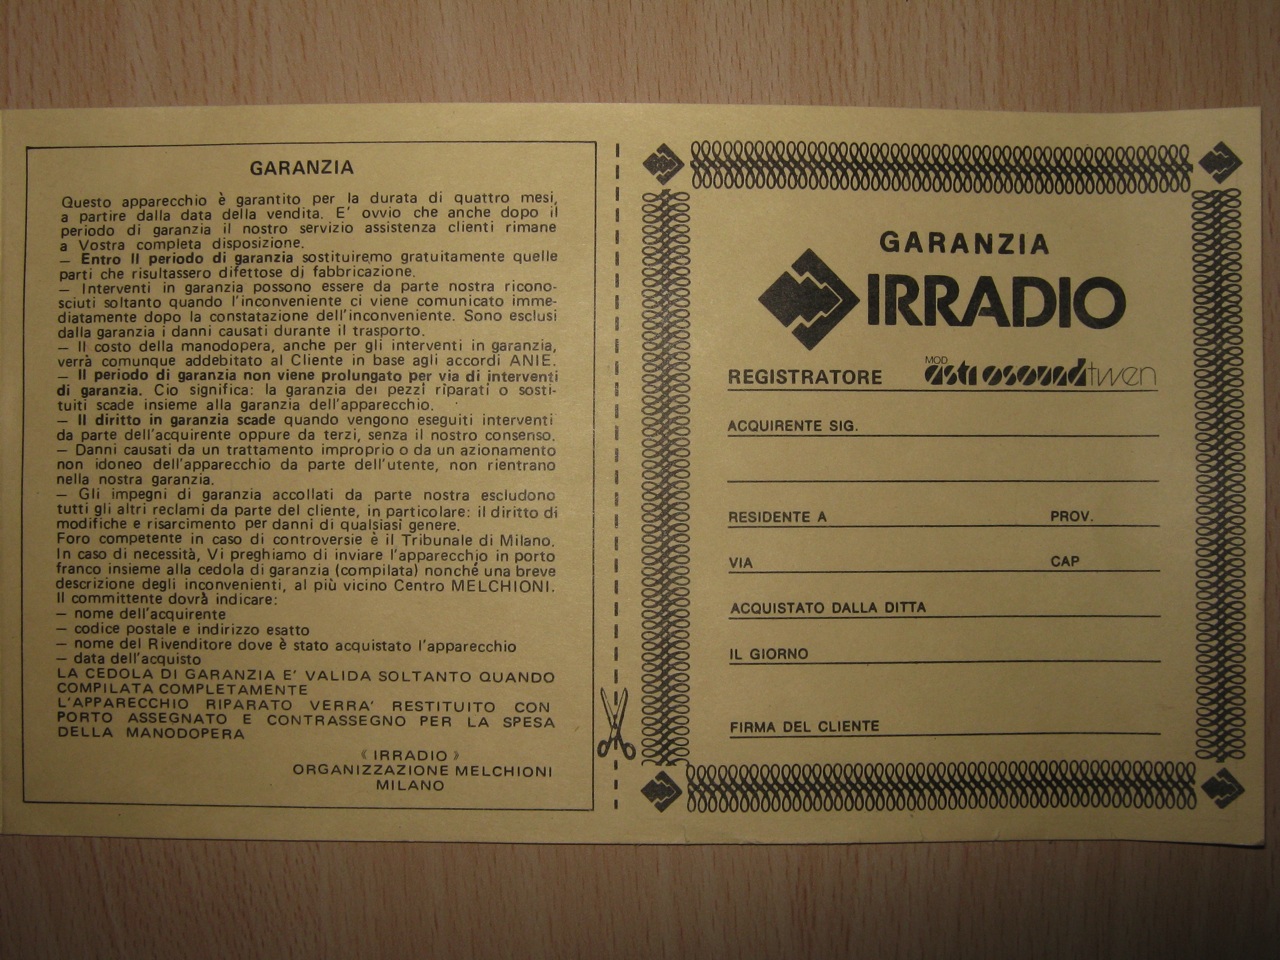 GARANZIA
Questo apparecchio è garantito per la durata di quattro mesi,
a partire dalla data della vendita. E' ovvio che anche dopo il
periodo di garanzia il nostro servizio assistenza clienti rimane
a Vostra completa disposizione.
— Entro Il periodo di garanzia sostituiremo gratuitamente quelle
parti che risultassero difettose di fabbricazione.
— Interventi in garanzia possono essere da parte nostra ricono-
sciuti soltanto quando l'inconveniente ci viene comunicato imme-
diatamente dopo la constatazione dell'inconveniente. Sono esclusi
dalla garanzia i danni causati durante il trasporto.
— Il costo della manodopera, anche per gli interventi in garanzia,
verrà comunque addebitato al Cliente in base agli accordi ANIE.
— Il periodo di garanzia non viene prolungato per via di interventi
di garanzia. Cio significa: la garanzia dei pezzi riparati o sosti-
tuiti scade insieme alla garanzia dell'apparecchio.
— Il diritto in garanzia scade quando vengono eseguiti interventi
da parte dell'acquirente oppure da terzi, senza il nostro consenso.
— Danni causati da un trattamento improprio o da un azionamento
non idoneo dell'apparecchio da parte dell'utente, non rientrano
nella nostra garanzia.
— Gli impegni di garanzia accollati da parte nostra escludono
tutti gli altri reclami da parte del cliente, in particolare: il diritto di
modifiche e risarcimento per danni di qualsiasi genere.
Foro competente in caso di controversie è il Tribunale di Milano.
In caso di necessità, Vi preghiamo di inviare l'apparecchio in porto
franco insieme alla cedola di garanzia (compilata) nonché una breve
descrizione degli inconvenienti, al più vicino Centro MELCHIONI.
Il committente dovrà indicare:
— nome dell'acquirente
— codice postale e indirizzo esatto
— nome del Rivenditore dove è stato acquistato l'apparecchio
— data dell'acquisto
LA CEDOLA DI GARANZIA E' VALIDA SOLTANTO QUANDO
COMPILATA COMPLETAMENTE
L'APPARECCHIO RIPARATO VERRA' RESTITUITO CON
PORTO ASSEGNATO E CONTRASSEGNO PER LA SPESA
DELLA MANODOPERA
《 IRRADIO 》
ORGANIZZAZIONE MELCHIONI
MILANO
GARANZIA
IRRADIO
REGISTRATORE MOD astrosound twen
ACQUIRENTE SIG.
RESIDENTE A PROV.
VIA CAP
ACQUISTATO DALLA DITTA
IL GIORNO
FIRMA DEL CLIENTE